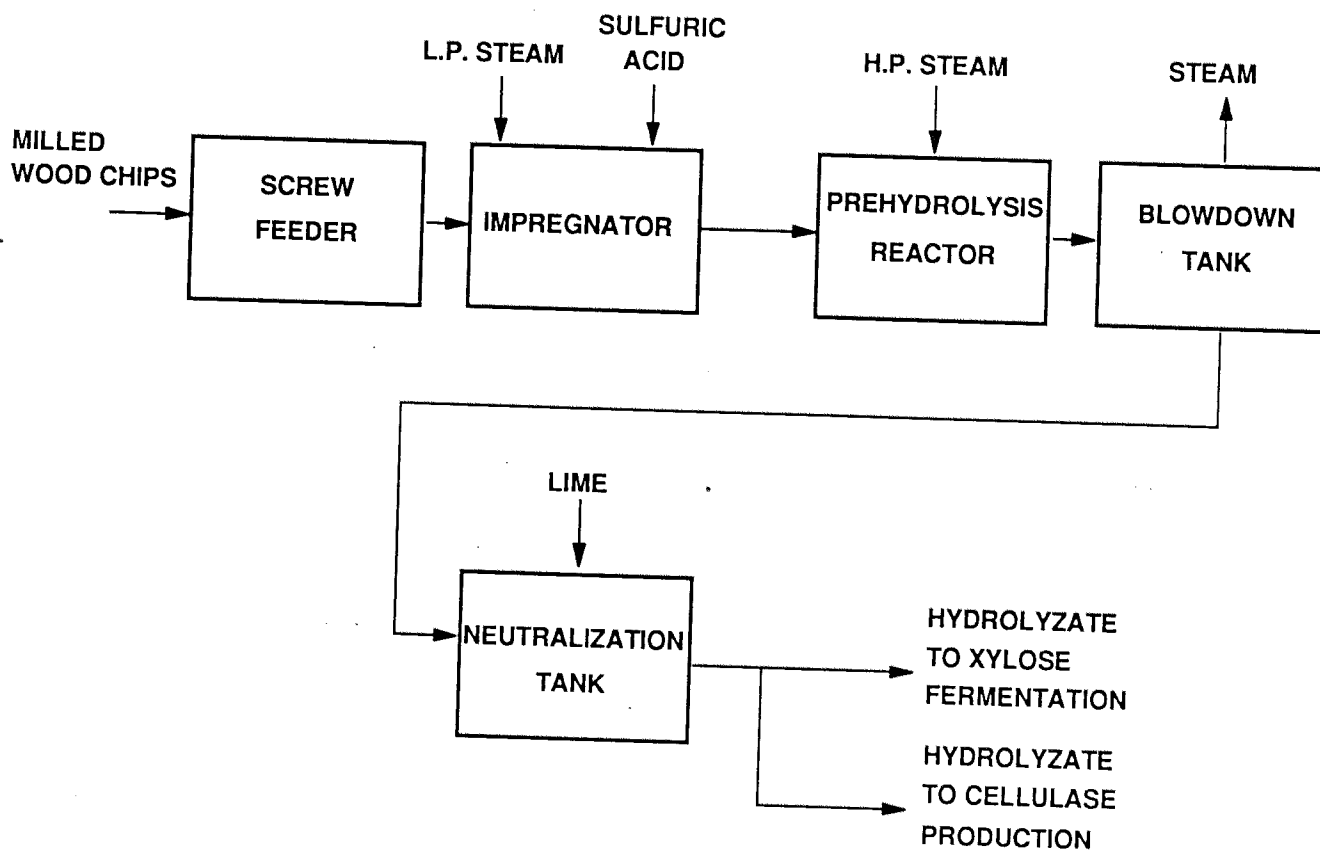 L.P. STEAM
SULFURIC
ACID
H.P. STEAM
STEAM
MILLED
WOOD CHIPS
SCREW
FEEDER
IMPREGNATOR
PREHYDROLYSIS
REACTOR
BLOWDOWN
TANK
LIME
NEUTRALIZATION
TANK
HYDROLYZATE
TO XYLOSE
FERMENTATION
HYDROLYZATE
TO CELLULASE
PRODUCTION